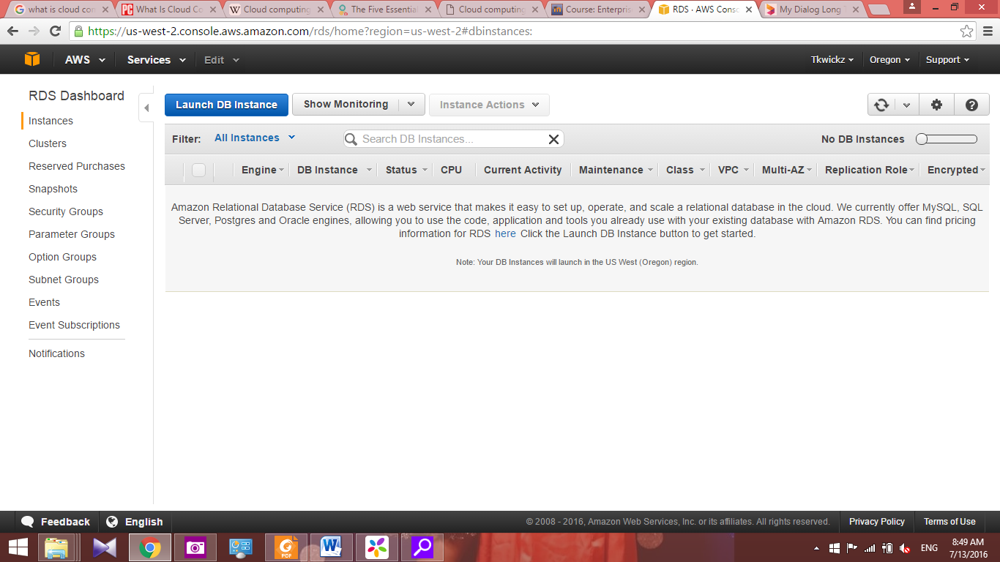 what is cloud com
What Is Cloud Co
Cloud computing
The Five Essentia
Cloud computing
Course: Enterpris
RDS · AWS Conso
My Dialog Long T
https://us-west-2.console.aws.amazon.com/rds/home?region=us-west-2#dbinstances:
AWS Services Edit Tkwickz Oregon Support
RDS Dashboard
Instances
Clusters
Reserved Purchases
Snapshots
Security Groups
Parameter Groups
Option Groups
Subnet Groups
Events
Event Subscriptions
Notifications
Launch DB Instance Show Monitoring Instance Actions
Filter: All Instances Search DB Instances... No DB Instances
Engine DB Instance Status CPU Current Activity Maintenance Class VPC Multi-AZ Replication Role Encrypted
Amazon Relational Database Service (RDS) is a web service that makes it easy to set up, operate, and scale a relational database in the cloud. We currently offer MySQL, SQL
Server, Postgres and Oracle engines, allowing you to use the code, application and tools you already use with your existing database with Amazon RDS. You can find pricing
information for RDS here Click the Launch DB Instance button to get started.
Note: Your DB Instances will launch in the US West (Oregon) region.
Feedback English © 2008 - 2016, Amazon Web Services, Inc. or its affiliates. All rights reserved. Privacy Policy Terms of Use
ENG
8:49 AM
7/13/2016